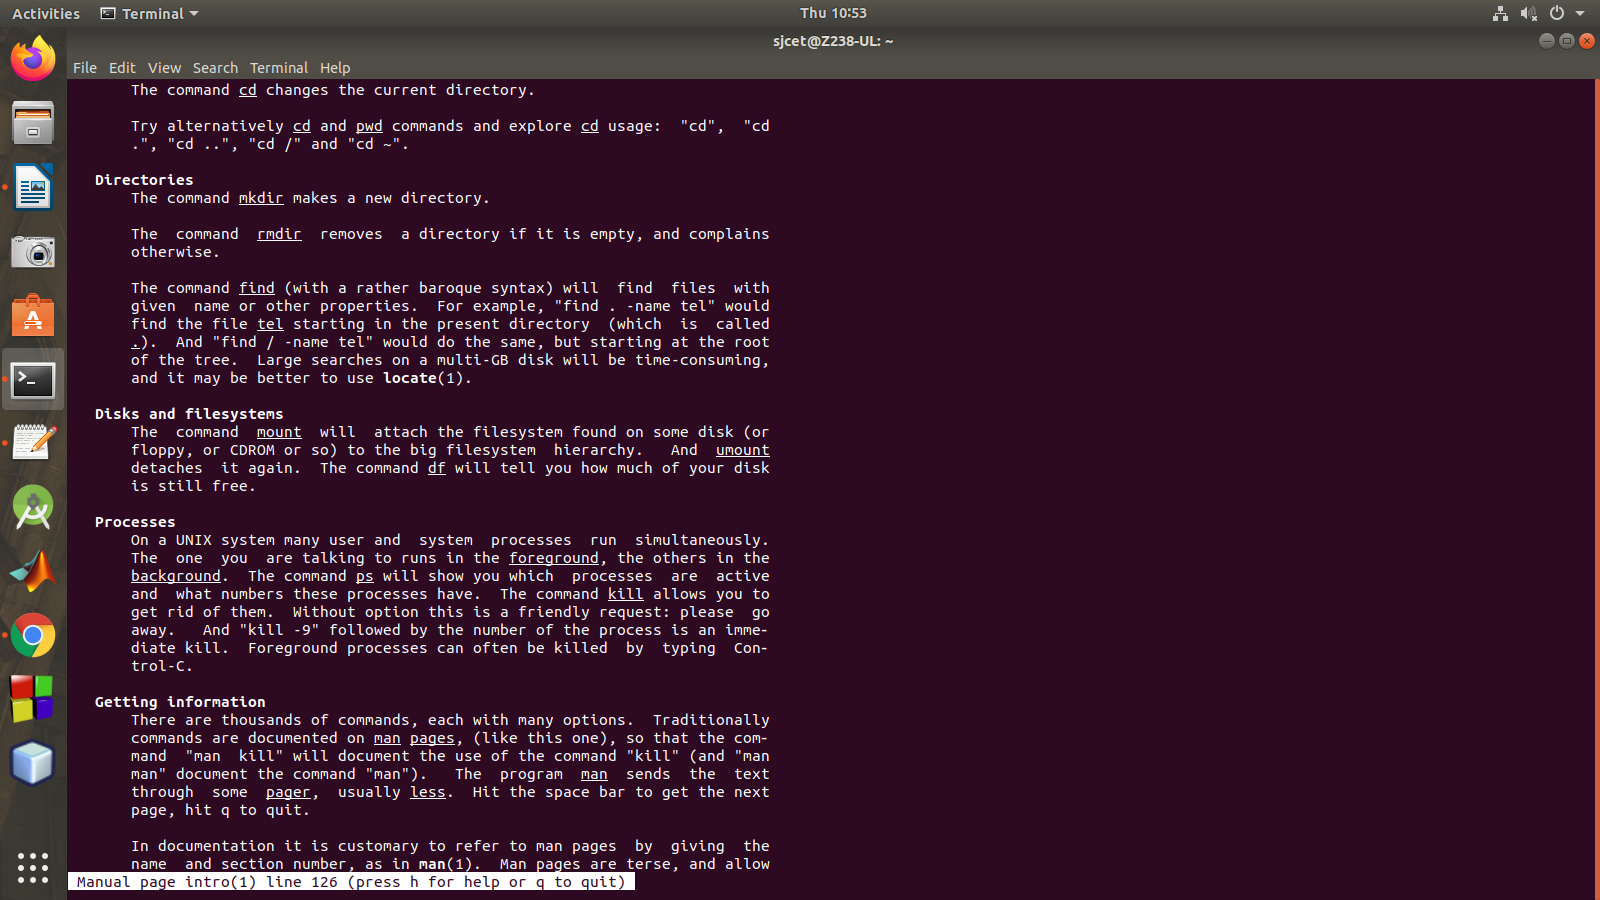 Activities
Terminal
Thu 10:53
sjcet@Z238-UL: ~
File Edit View Search Terminal Help
The command cd changes the current directory.
Try alternatively cd and pwd commands and explore cd usage:  "cd",  "cd
.", "cd ..", "cd /" and "cd ~".
Directories
The command mkdir makes a new directory.
The  command  rmdir  removes  a directory if it is empty, and complains
otherwise.
The command find (with a rather baroque syntax) will  find  files  with
given  name or other properties.  For example, "find . -name tel" would
find the file tel starting in the present directory  (which  is  called
.).  And "find / -name tel" would do the same, but starting at the root
of the tree.  Large searches on a multi-GB disk will be time-consuming,
and it may be better to use locate(1).
Disks and filesystems
The  command  mount  will  attach the filesystem found on some disk (or
floppy, or CDROM or so) to the big filesystem  hierarchy.   And  umount
detaches  it again.  The command df will tell you how much of your disk
is still free.
Processes
On a UNIX system many user and  system  processes  run  simultaneously.
The  one  you  are talking to runs in the foreground, the others in the
background.  The command ps will show you which  processes  are  active
and  what numbers these processes have.  The command kill allows you to
get rid of them.  Without option this is a friendly request: please  go
away.   And "kill -9" followed by the number of the process is an imme-
diate kill.  Foreground processes can often be killed  by  typing  Con-
trol-C.
Getting information
There are thousands of commands, each with many options.  Traditionally
commands are documented on man pages, (like this one), so that the com-
mand  "man  kill" will document the use of the command "kill" (and "man
man" document the command "man").   The  program  man  sends  the  text
through  some  pager,  usually less.  Hit the space bar to get the next
page, hit q to quit.
In documentation it is customary to refer to man pages  by  giving  the
name  and section number, as in man(1).  Man pages are terse, and allow
Manual page intro(1) line 126 (press h for help or q to quit)